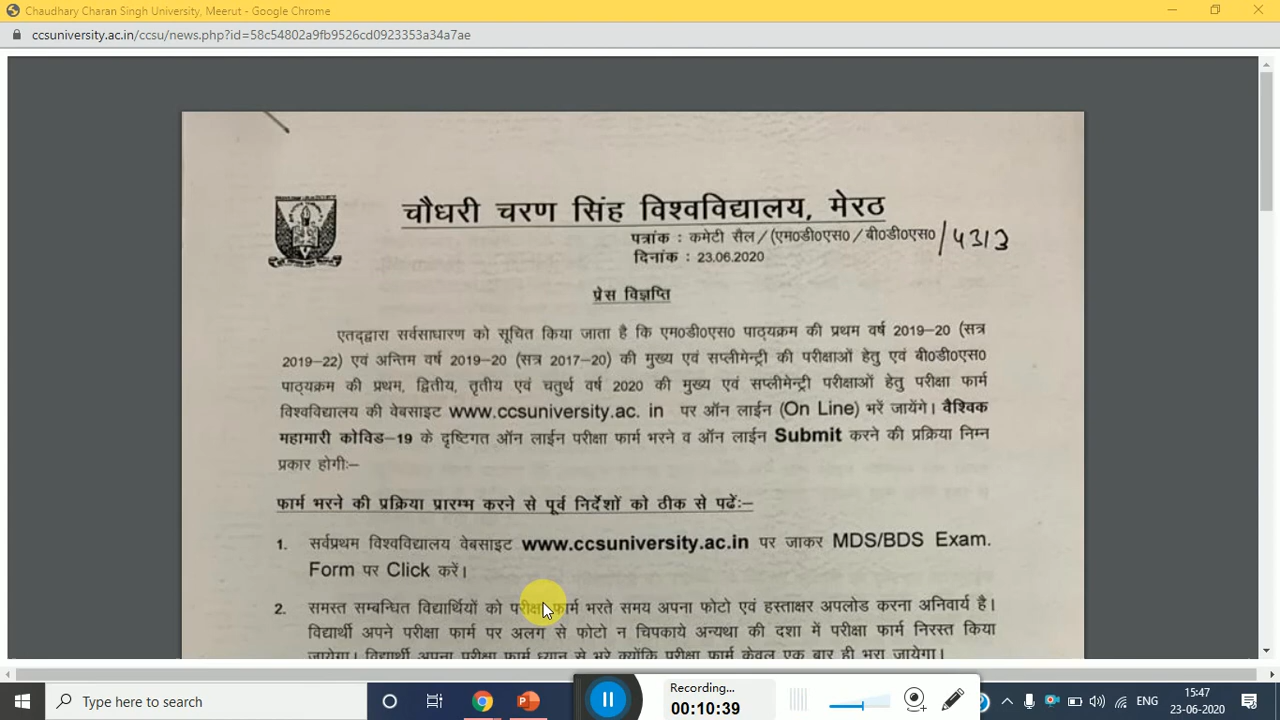 Chaudhary Charan Singh University, Meerut - Google Chrome
ccsuniversity.ac.in/ccsu/news.php?id=58c54802a9fb9526cd0923353a34a7ae
चौधरी चरण सिंह विश्वविद्यालय, मेरठ
पत्रांक : कमेटी सैल/(एम0डी0एस0/बी0डी0एस0/4313
दिनांक : 23.06.2020
प्रेस विज्ञप्ति
एतद्द्वारा सर्वसाधारण को सूचित किया जाता है कि एम0डी0एस0 पाठ्यक्रम की प्रथम वर्ष 2019-20 (सत्र
2019-22) एवं अन्तिम वर्ष 2019-20 (सत्र 2017-20) की मुख्य एवं सप्लीमेन्ट्री की परीक्षाओं हेतु एवं बी0डी0एस0
पाठ्यक्रम की प्रथम, द्वितीय, तृतीय एवं चतुर्थ वर्ष 2020 की मुख्य एवं सप्लीमेन्ट्री परीक्षाओं हेतु परीक्षा फार्म
विश्वविद्यालय की वेबसाइट www.ccsuniversity.ac. in पर ऑन लाईन (On Line) भरें जायेंगे। वैश्विक
महामारी कोविड-19 के दृष्टिगत ऑन लाईन परीक्षा फार्म भरने व ऑन लाईन Submit करने की प्रक्रिया निम्न
प्रकार होगीः-
फार्म भरने की प्रक्रिया प्रारम्भ करने से पूर्व निर्देशों को ठीक से पढेंः-
1. सर्वप्रथम विश्वविद्यालय वेबसाइट www.ccsuniversity.ac.in पर जाकर MDS/BDS Exam.
Form पर Click करें।
2. समस्त सम्बन्धित विद्यार्थियों को परीक्षा फार्म भरते समय अपना फोटो एवं हस्ताक्षर अपलोड करना अनिवार्य है।
विद्यार्थी अपने परीक्षा फार्म पर अलग से फोटो न चिपकाये अन्यथा की दशा में परीक्षा फार्म निरस्त किया
जायेगा। विद्यार्थी अपना परीक्षा फार्म ध्यान से भरे क्योंकि परीक्षा फार्म केवल एक बार ही भरा जायेगा।
Type here to search
Recording...
00:10:39
ENG
15:47
23-06-2020